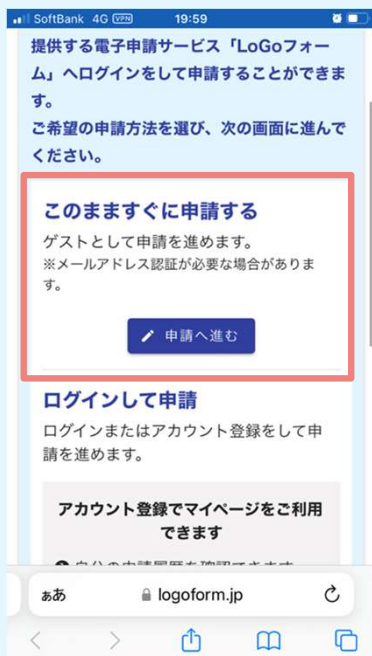 SoftBank 4G VPN 19:59
提供する電子申請サービス「LoGoフォー
ム」へログインをして申請することができま
す。
ご希望の申請方法を選び、次の画面に進んで
ください。
このまますぐに申請する
ゲストとして申請を進めます。
※メールアドレス認証が必要な場合がありま
す。
申請へ進む
ログインして申請
ログインまたはアカウント登録をして申
請を進めます。
アカウント登録でマイページをご利用
できます
ぁあ logoform.jp